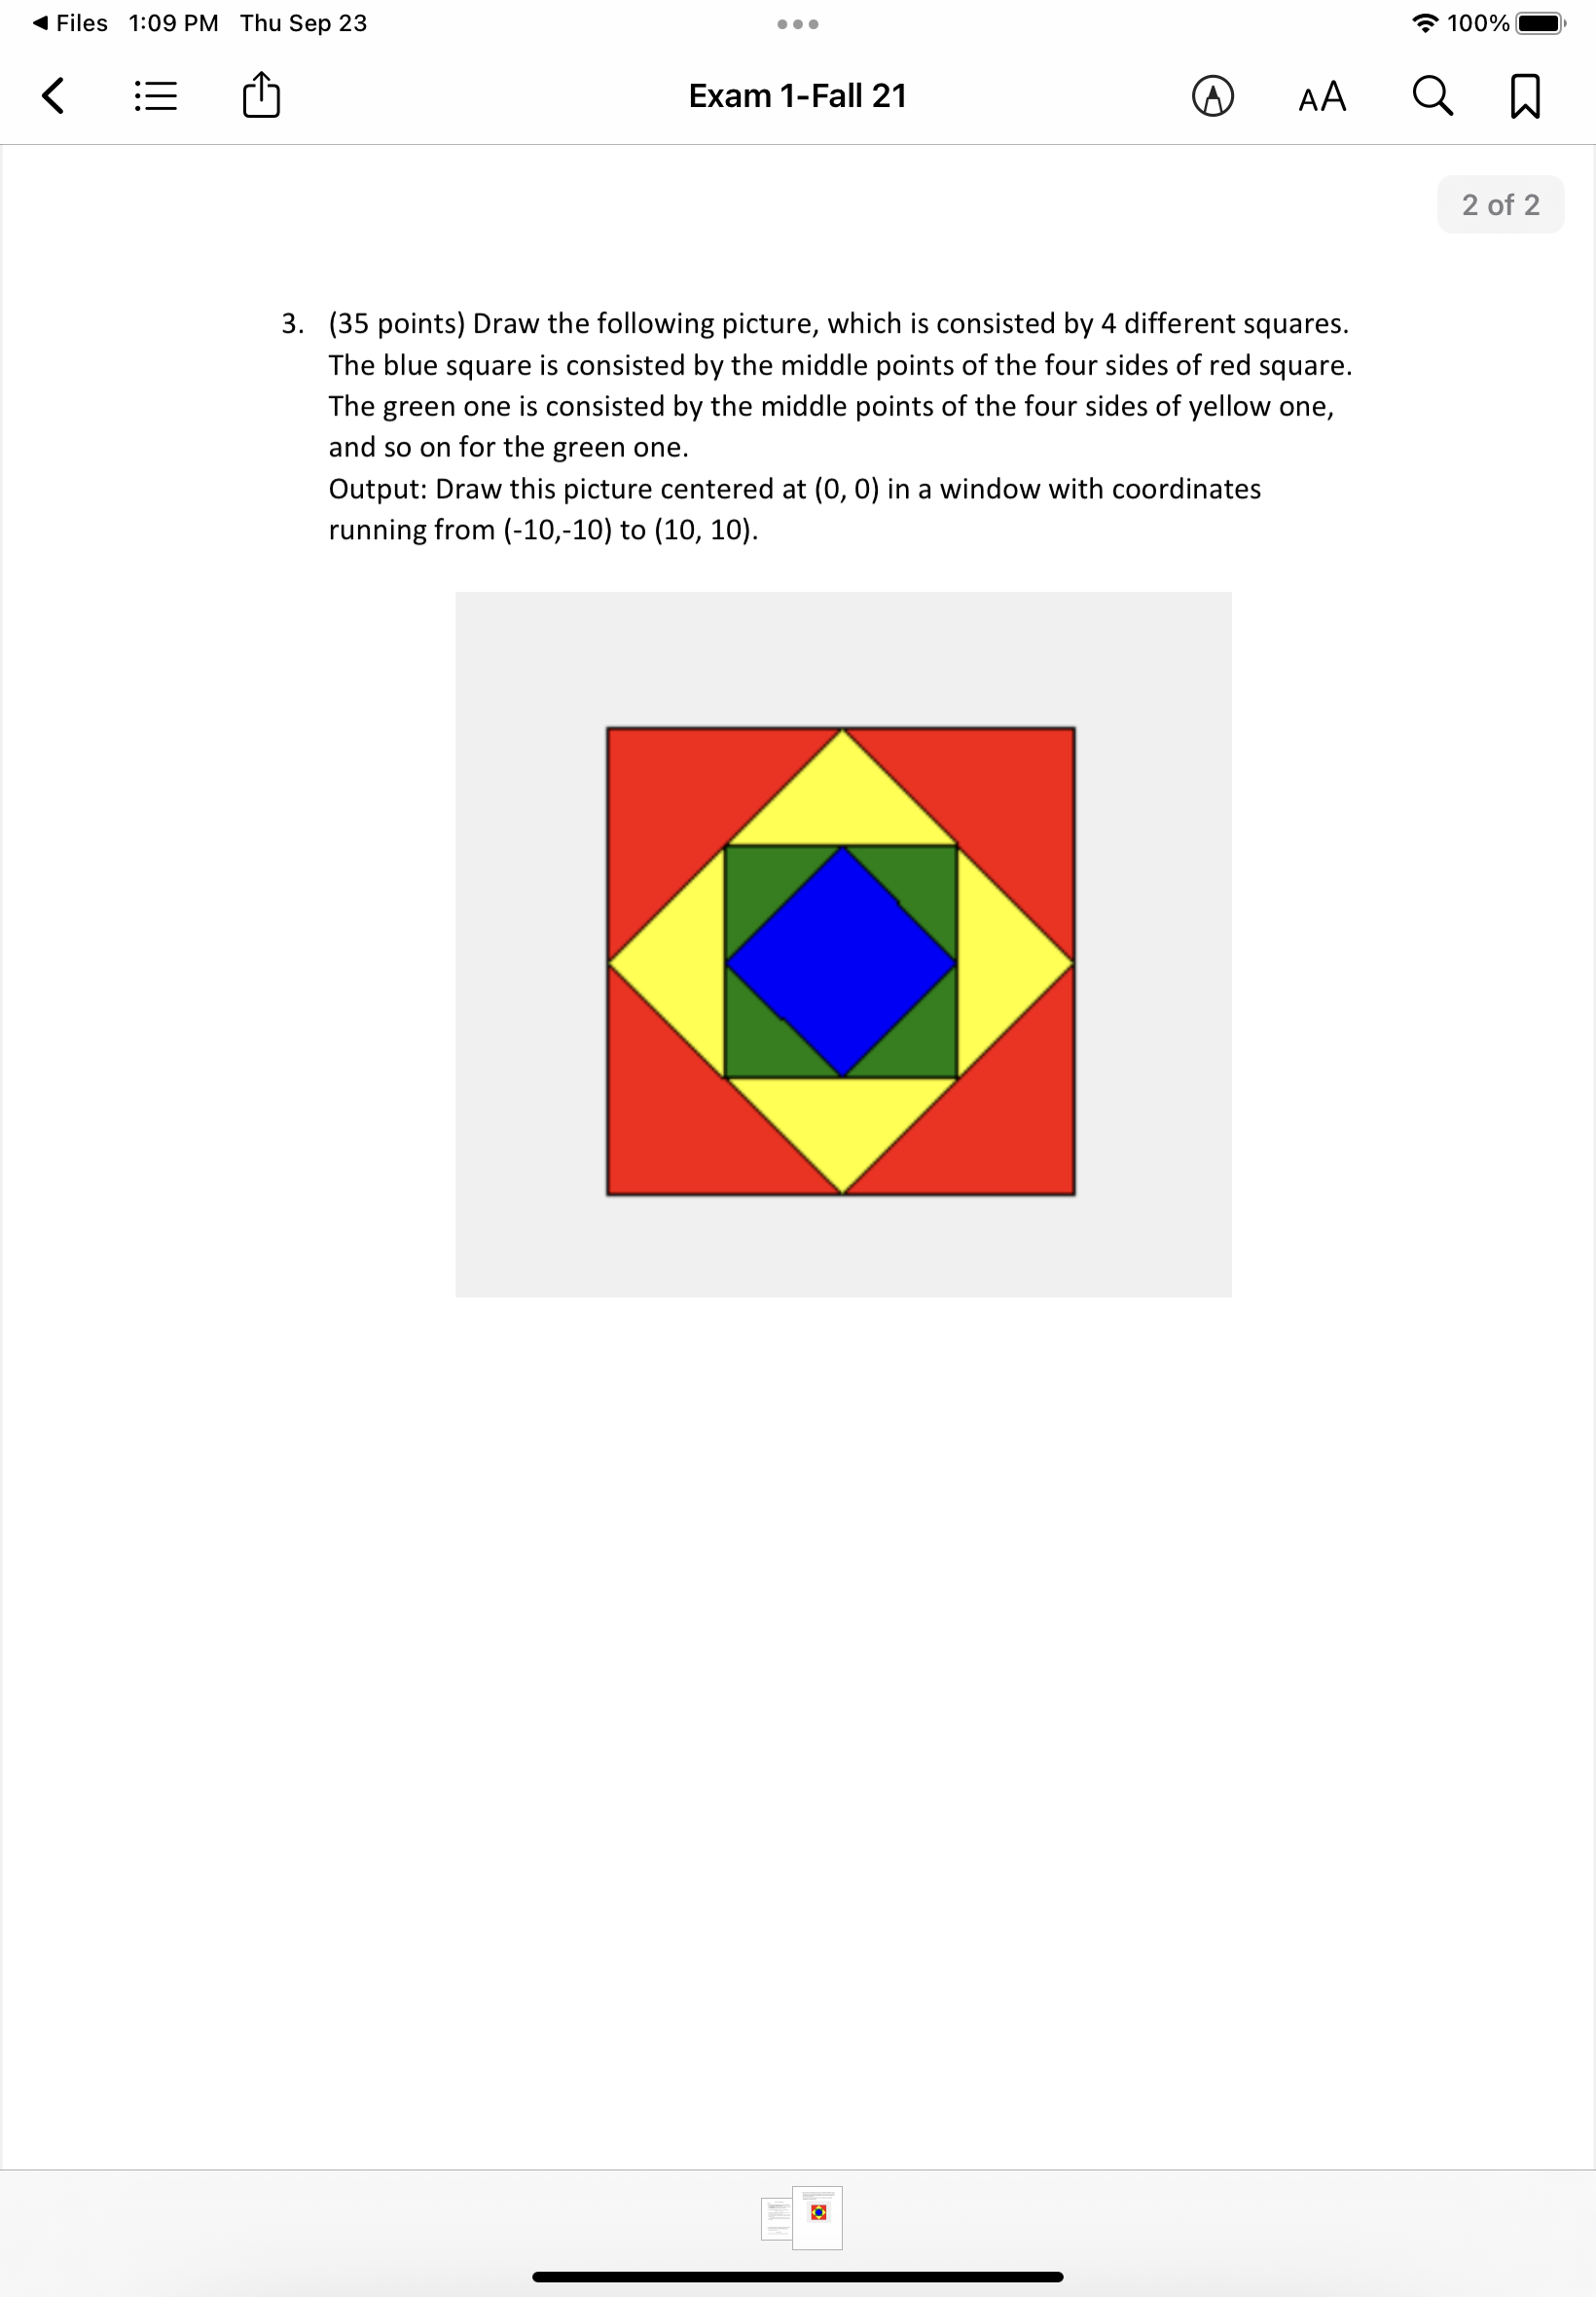 Files 1:09 PM Thu Sep 23
100%
Exam 1-Fall 21
AA
2 of 2
3. (35 points) Draw the following picture, which is consisted by 4 different squares.
The blue square is consisted by the middle points of the four sides of red square.
The green one is consisted by the middle points of the four sides of yellow one,
and so on for the green one.
Output: Draw this picture centered at (0, 0) in a window with coordinates
running from (-10,-10) to (10, 10).